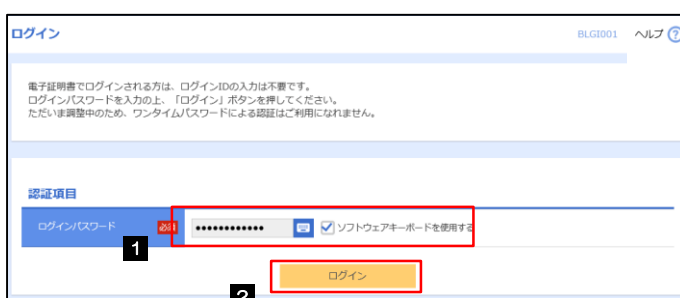 ログイン
BLGI001 ヘルプ ?
電子証明書でログインされる方は、ログインIDの入力は不要です。
ログインパスワードを入力の上、「ログイン」ボタンを押してください。
ただいま調整中のため、ワンタイムパスワードによる認証はご利用になれません。
認証項目
ログインパスワード 必須 •••••••••••• ソフトウェアキーボードを使用する
1
ログイン
2